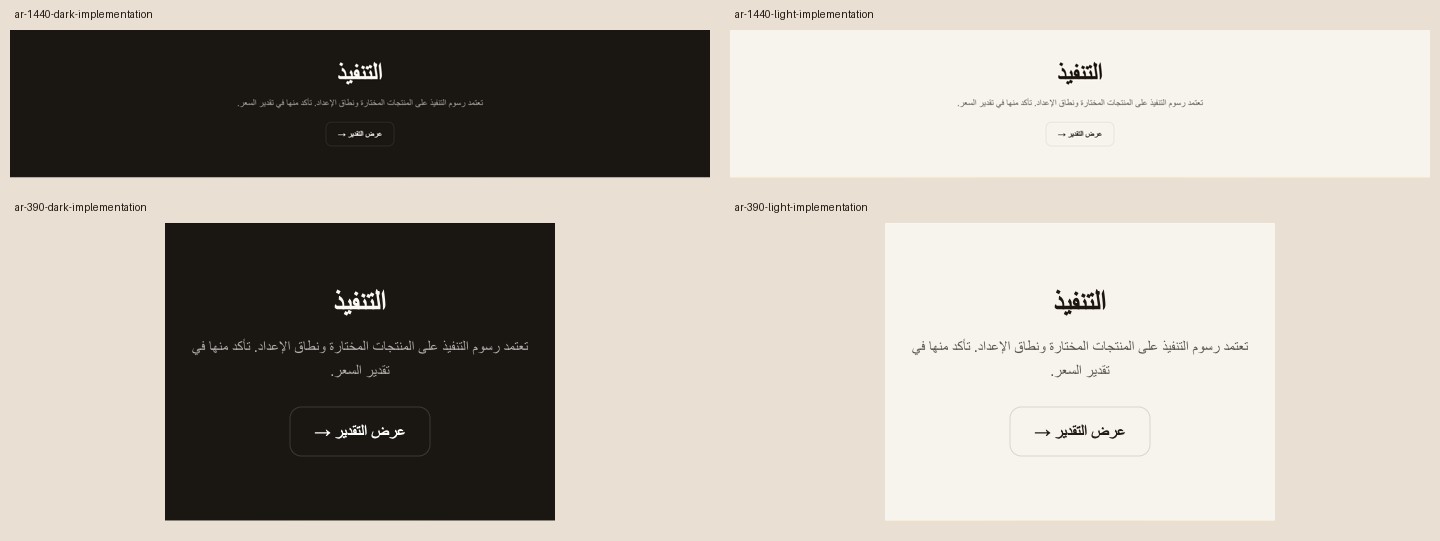 ar-1440-dark-implementation
التنفيذ
تعتمد رسوم التنفيذ على المنتجات المختارة ونطاق الإعداد. تأكد منها في تقدير السعر.
عرض التقدير →
ar-1440-light-implementation
التنفيذ
تعتمد رسوم التنفيذ على المنتجات المختارة ونطاق الإعداد. تأكد منها في تقدير السعر.
عرض التقدير →
ar-390-dark-implementation
التنفيذ
تعتمد رسوم التنفيذ على المنتجات المختارة ونطاق الإعداد. تأكد منها في
تقدير السعر.
عرض التقدير →
ar-390-light-implementation
التنفيذ
تعتمد رسوم التنفيذ على المنتجات المختارة ونطاق الإعداد. تأكد منها في
تقدير السعر.
عرض التقدير →